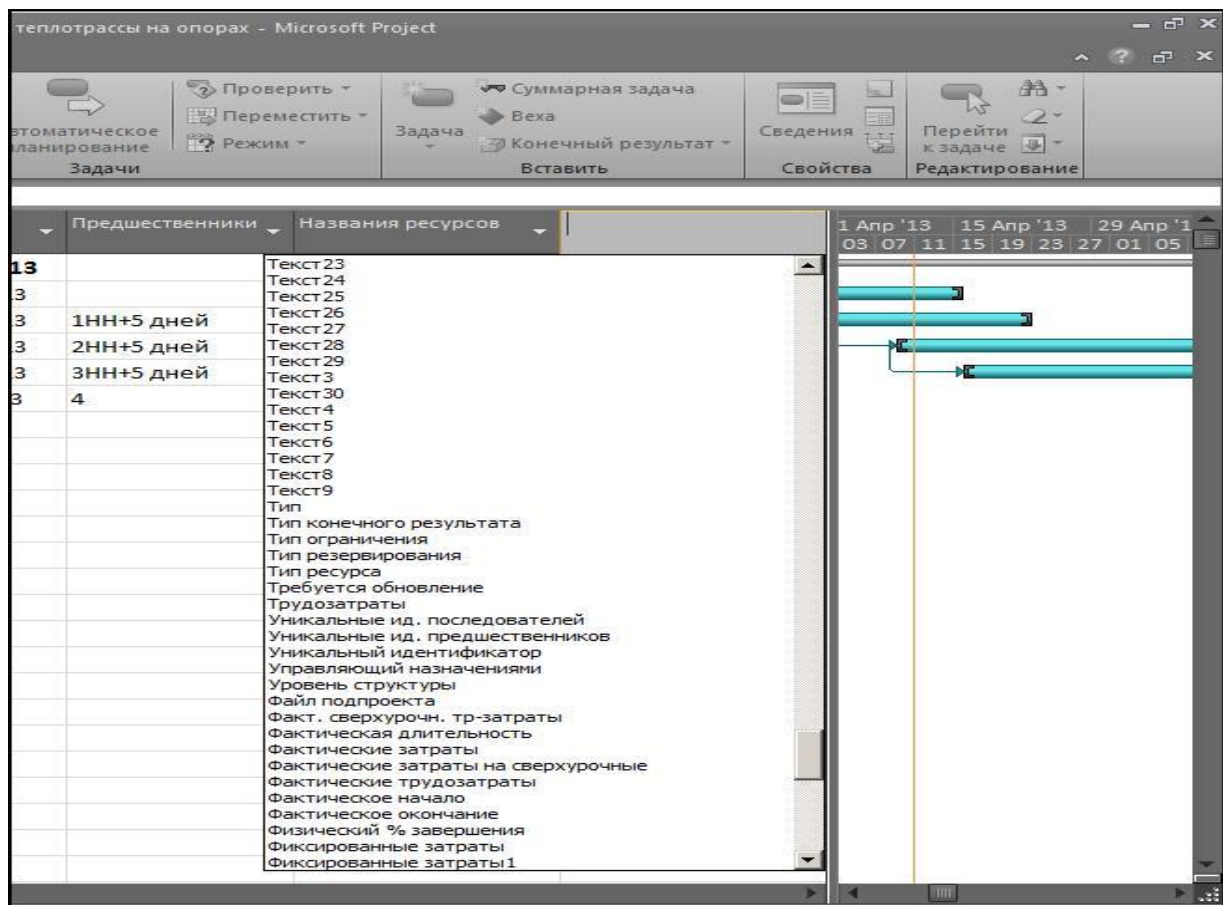 теплотрассы на опорах - Microsoft Project
Проверить
Суммарная задача
Переместить
Веха
втоматическое
Задача
Сведения
Перейти
ланирование
Режим
Конечный результат
к задаче
Задачи
Вставить
Свойства
Редактирование
Предшественники
Названия ресурсов
1 Апр '13 15 Апр '13 29 Апр '1
03 07 11 15 19 23 27 01 05
13
3
3 1НН+5 дней
3 2НН+5 дней
3 3НН+5 дней
3 4
Текст23
Текст24
Текст25
Текст26
Текст27
Текст28
Текст29
Текст3
Текст30
Текст4
Текст5
Текст6
Текст7
Текст8
Текст9
Тип
Тип конечного результата
Тип ограничения
Тип резервирования
Тип ресурса
Требуется обновление
Трудозатраты
Уникальные ид. последователей
Уникальные ид. предшественников
Уникальный идентификатор
Управляющий назначениями
Уровень структуры
Файл подпроекта
Факт. сверхурочн. тр-затраты
Фактическая длительность
Фактические затраты
Фактические затраты на сверхурочные
Фактические трудозатраты
Фактическое начало
Фактическое окончание
Физический % завершения
Фиксированные затраты
Фиксированные затраты1